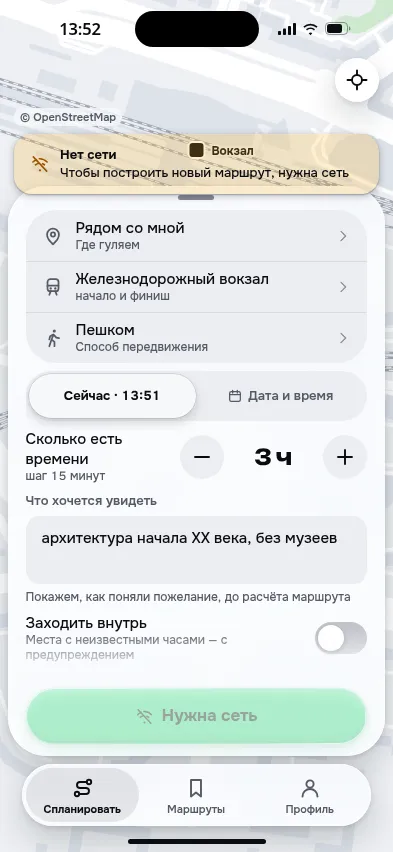 13:52
© OpenStreetMap
Вокзал
Нет сети
Чтобы построить новый маршрут, нужна сеть
Рядом со мной
Где гуляем
Железнодорожный вокзал
начало и финиш
Пешком
Способ передвижения
Сейчас · 13:51
Дата и время
Сколько есть
времени
шаг 15 минут
3 ч
Что хочется увидеть
архитектура начала XX века, без музеев
Покажем, как поняли пожелание, до расчёта маршрута
Заходить внутрь
Места с неизвестными часами — с
предупреждением
Нужна сеть
Спланировать
Маршруты
Профиль